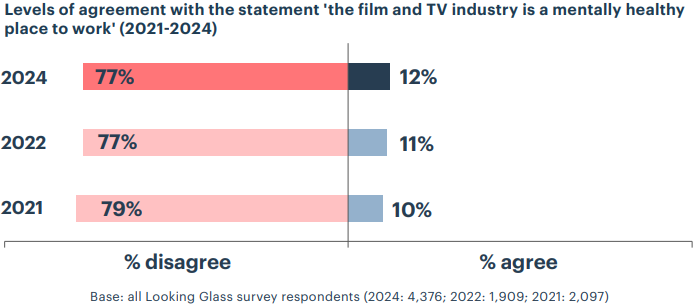 Levels of agreement with the statement 'the film and TV industry is a mentally healthy
place to work' (2021-2024)
2024 77% 12%
2022 77% 11%
2021 79% 10%
% disagree % agree
Base: all Looking Glass survey respondents (2024: 4,376; 2022: 1,909; 2021: 2,097)